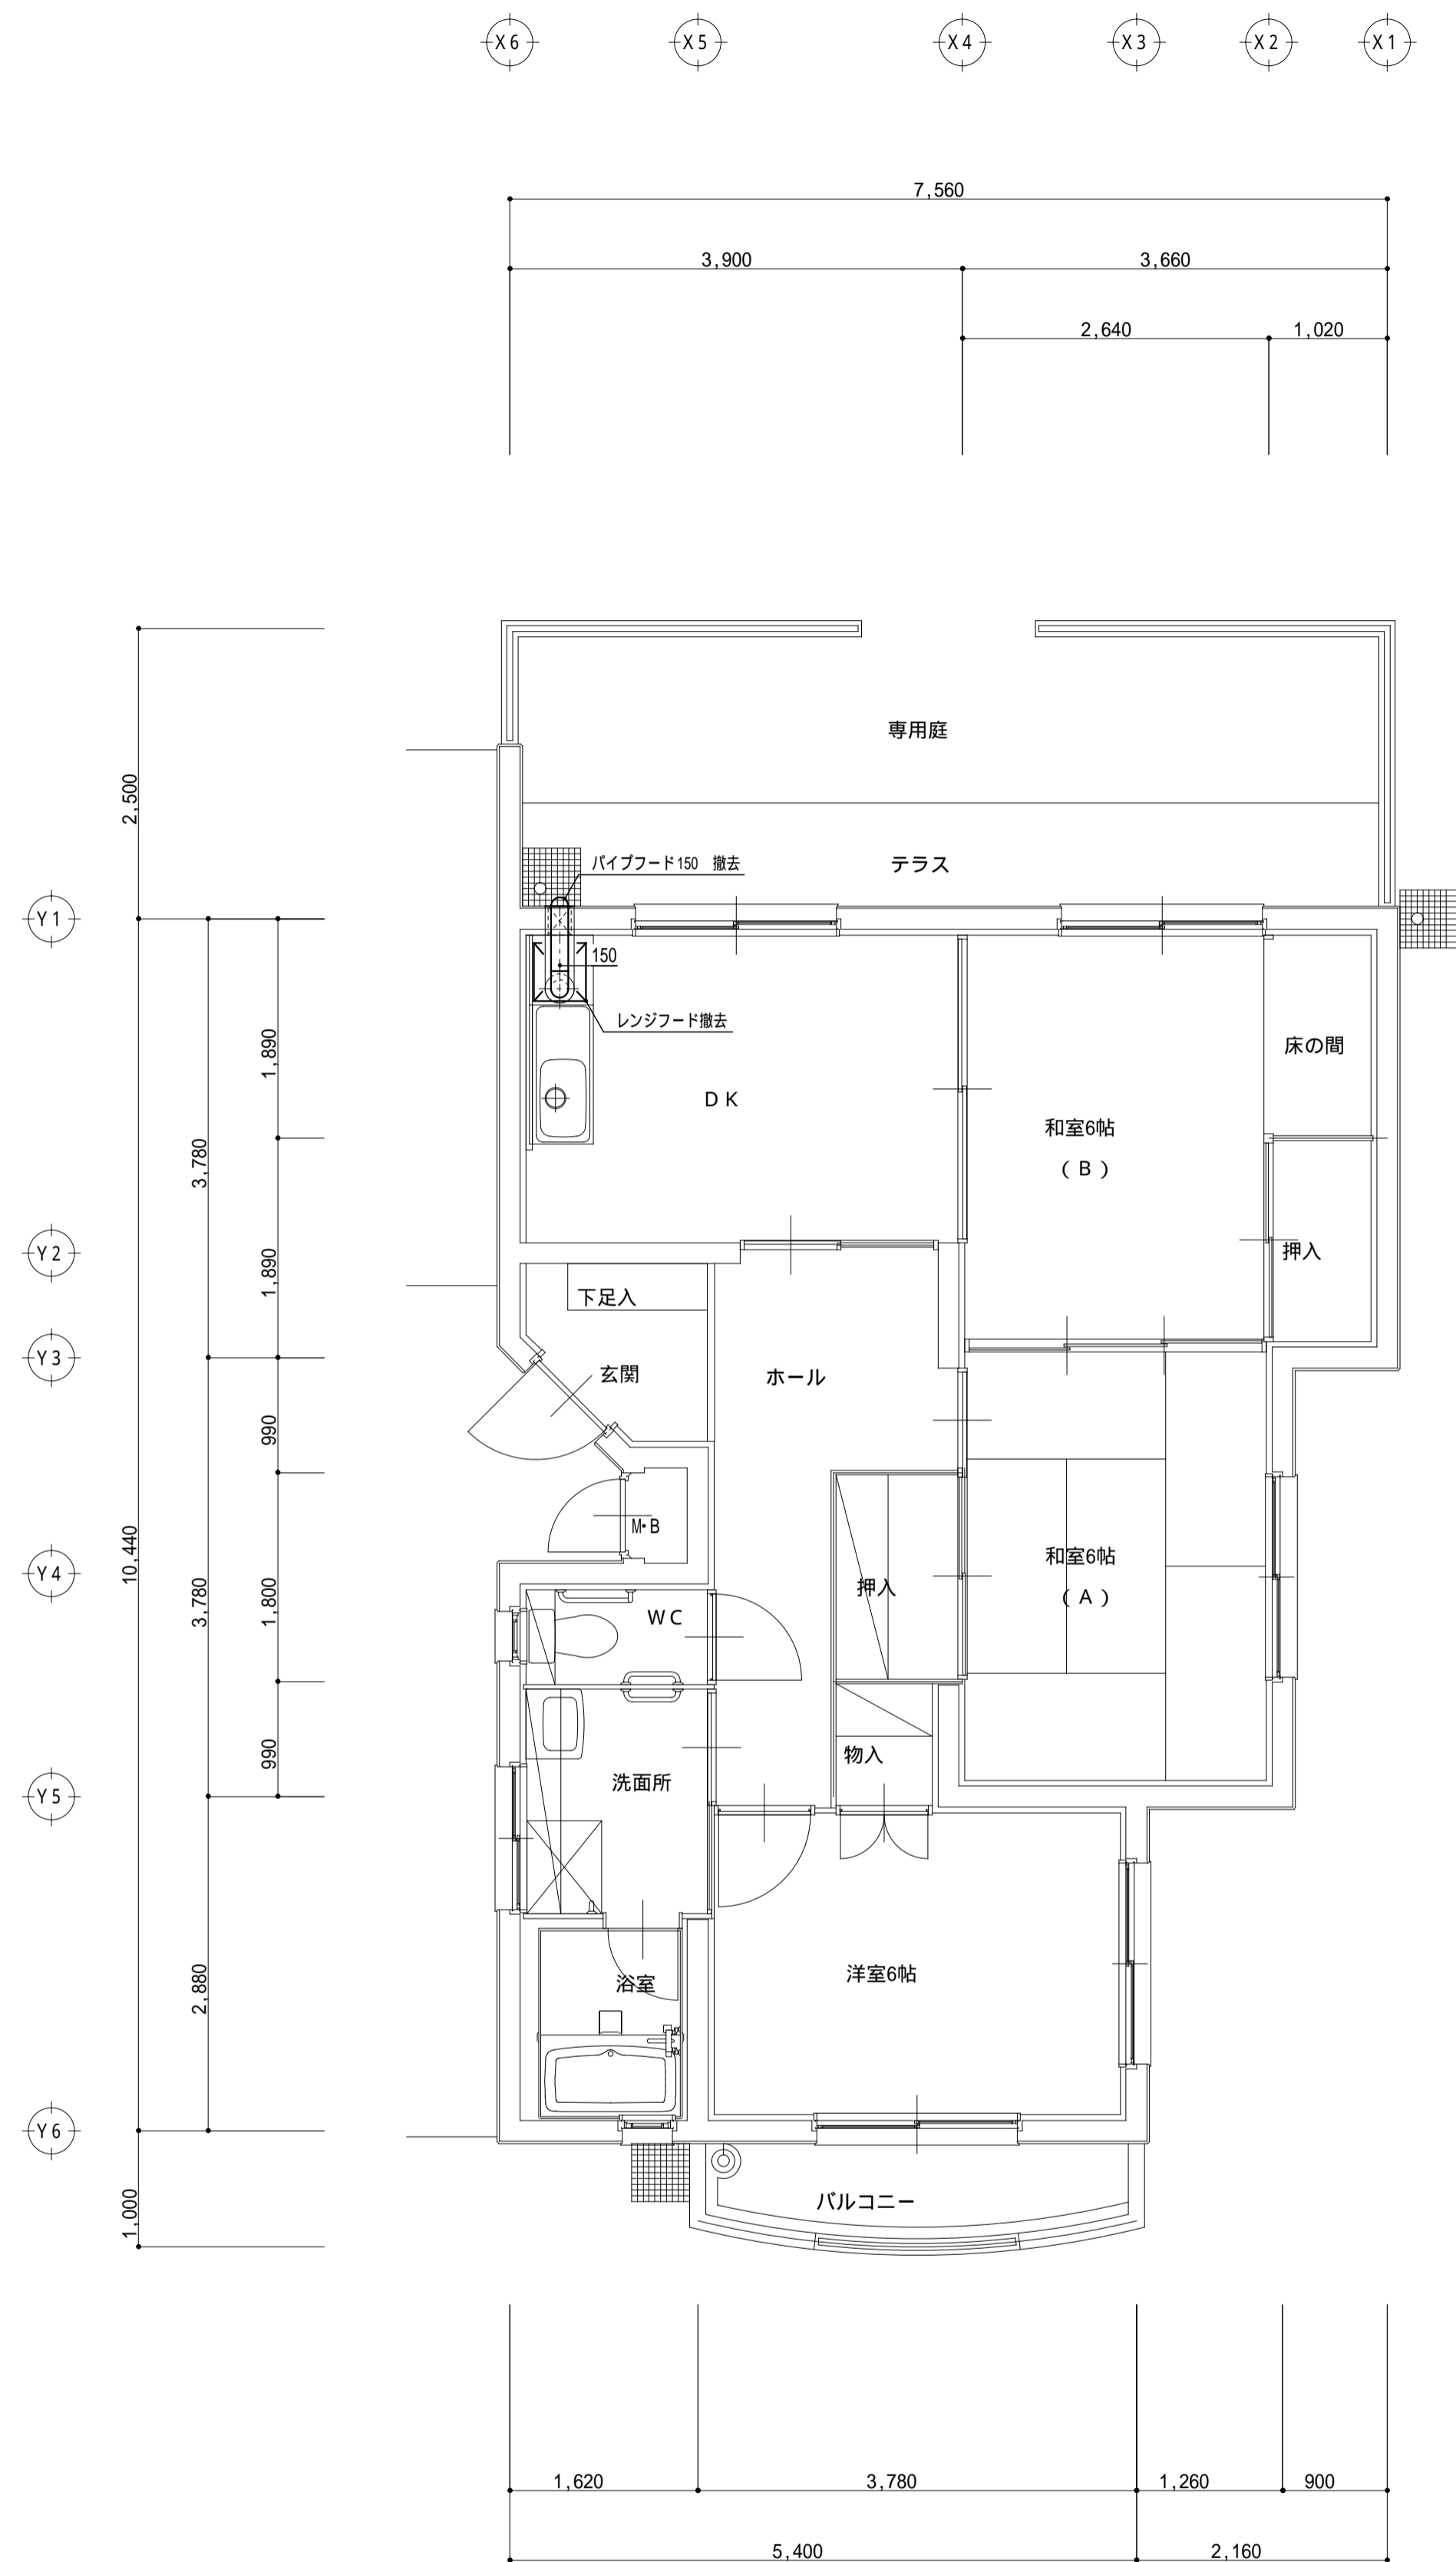 X6 X5 X4 X3 X2 X1
7,560
3,900 3,660
2,640 1,020
専用庭
2,500
パイプフード150 撤去
テラス
Y1
150
レンジフード撤去
床の間
1,890
DK
和室6帖
3,780
(B)
Y2
押入
1,890
下足入
Y3
玄関
ホール
990
M・B
10,440
Y4
和室6帖
押入
(A)
3,780
1,800
WC
物入
990
洗面所
Y5
洋室6帖
浴室
2,880
Y6
バルコニー
1,000
1,620 3,780 1,260 900
5,400 2,160